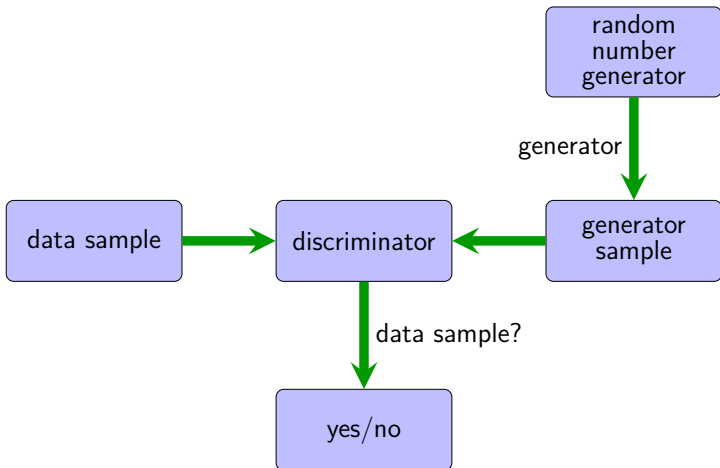 random
number
generator
generator
data sample
discriminator
generator
sample
data sample?
yes/no